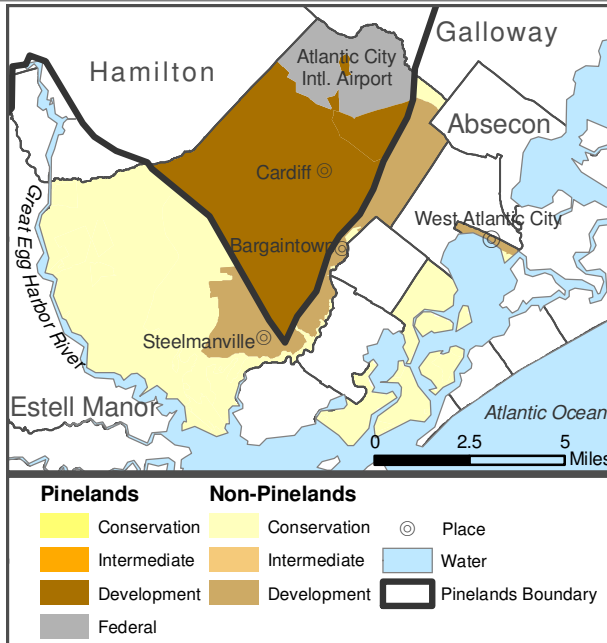 Galloway
Hamilton
Atlantic City
Intl. Airport
Absecon
Cardiff
West Atlantic City
Bargaintown
Great Egg Harbor River
Steelmanville
Estell Manor
Atlantic Ocean
0 2.5 5
Miles
Pinelands Non-Pinelands
Conservation Conservation Place
Intermediate Intermediate Water
Development Development Pinelands Boundary
Federal